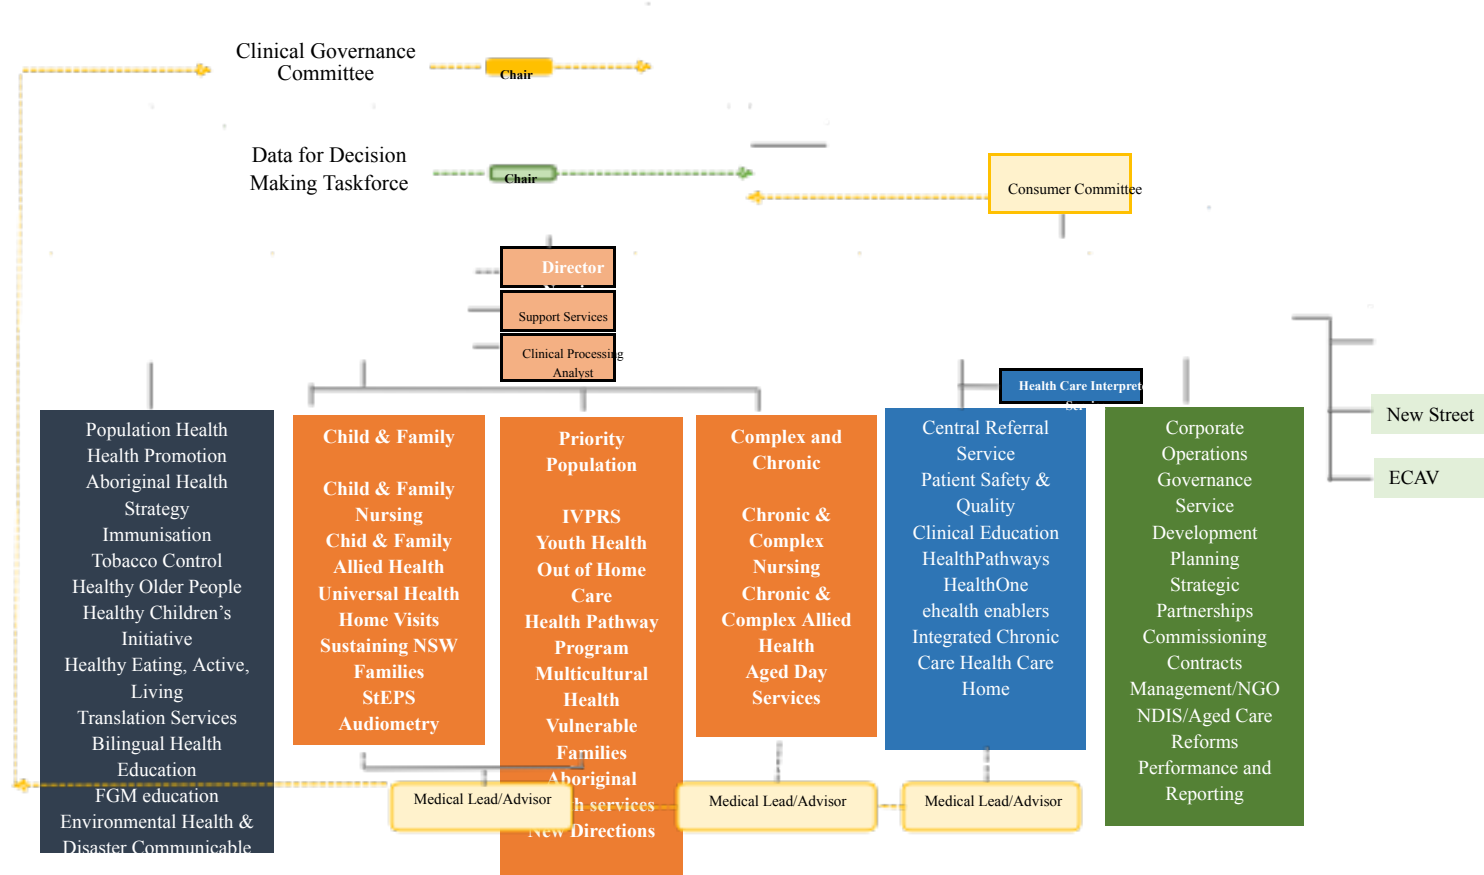 Clinical Governance
Committee
Chair
Data for Decision
Making Taskforce
Chair
Consumer Committee
Director
Support Services
Clinical Processing
Analyst
Health Care Interprete
New Street
ECAV
Population Health
Health Promotion
Aboriginal Health
Strategy
Immunisation
Tobacco Control
Healthy Older People
Healthy Children’s
Initiative
Healthy Eating, Active,
Living
Translation Services
Bilingual Health
Education
FGM education
Environmental Health &
Disaster Communicable
Child & Family
Child & Family
Nursing
Chid & Family
Allied Health
Universal Health
Home Visits
Sustaining NSW
Families
StEPS
Audiometry
Priority
Population
IVPRS
Youth Health
Out of Home
Care
Health Pathway
Program
Multicultural
Health
Vulnerable
Families
Aboriginal
h services
New Directions
Complex and
Chronic
Chronic &
Complex
Nursing
Chronic &
Complex Allied
Health
Aged Day
Services
Central Referral
Service
Patient Safety &
Quality
Clinical Education
HealthPathways
HealthOne
ehealth enablers
Integrated Chronic
Care Health Care
Home
Corporate
Operations
Governance
Service
Development
Planning
Strategic
Partnerships
Commissioning
Contracts
Management/NGO
NDIS/Aged Care
Reforms
Performance and
Reporting
Medical Lead/Advisor
Medical Lead/Advisor
Medical Lead/Advisor